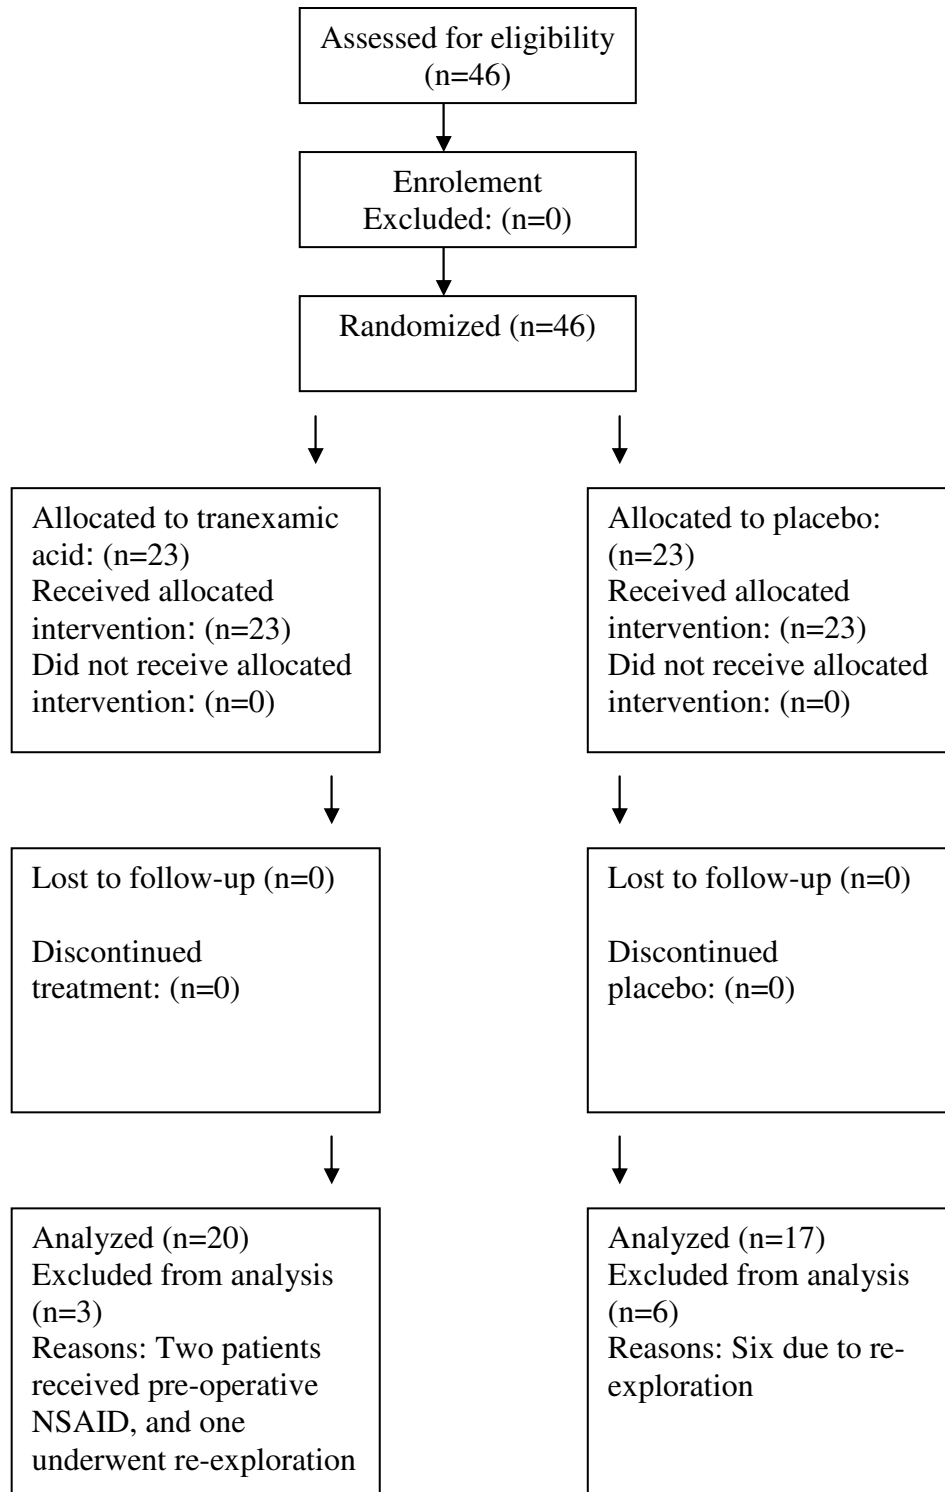 Assessed for eligibility
(n=46)
Enrolement
Excluded: (n=0)
Randomized (n=46)
Allocated to tranexamic
acid: (n=23)
Received allocated
intervention: (n=23)
Did not receive allocated
intervention: (n=0)
Allocated to placebo:
(n=23)
Received allocated
intervention: (n=23)
Did not receive allocated
intervention: (n=0)
Lost to follow-up (n=0)
Discontinued
treatment: (n=0)
Lost to follow-up (n=0)
Discontinued
placebo: (n=0)
Analyzed (n=20)
Excluded from analysis
(n=3)
Reasons: Two patients
received pre-operative
NSAID, and one
underwent re-exploration
Analyzed (n=17)
Excluded from analysis
(n=6)
Reasons: Six due to re-
exploration